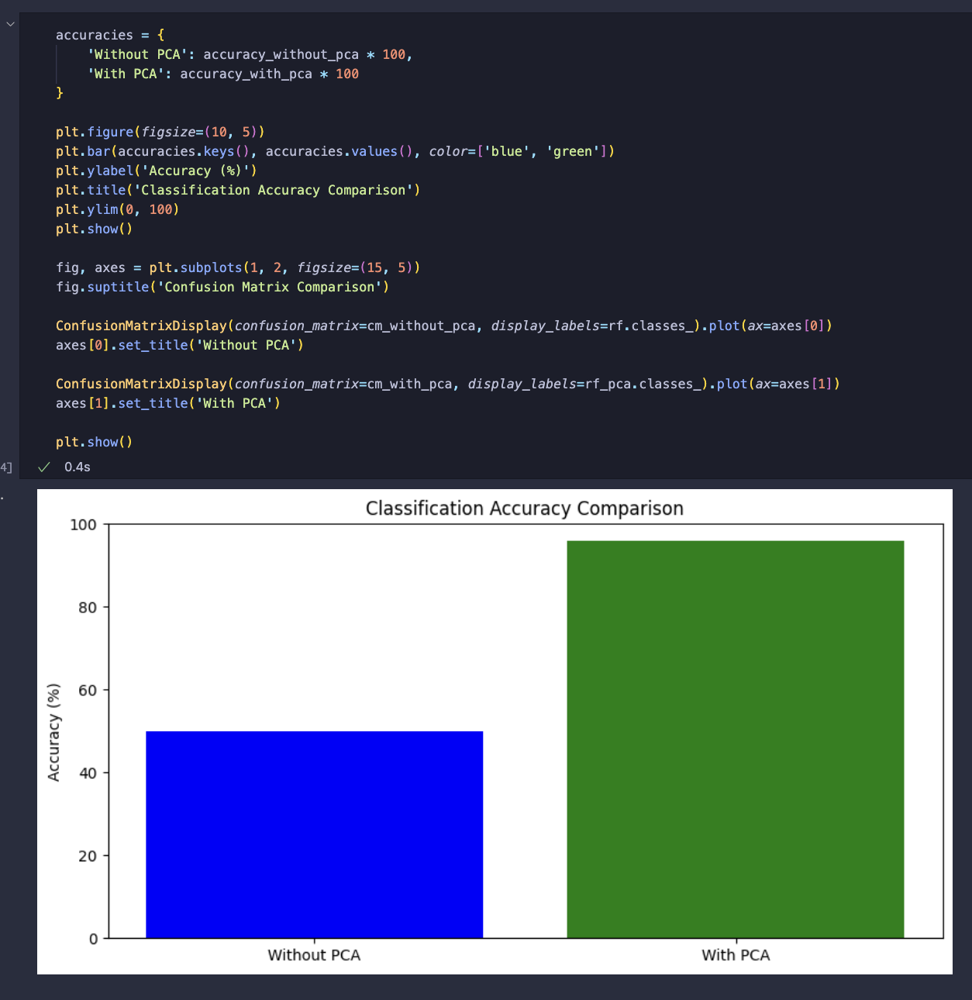 accuracies = {
    'Without PCA': accuracy_without_pca * 100,
    'With PCA': accuracy_with_pca * 100
}
plt.figure(figsize=(10, 5))
plt.bar(accuracies.keys(), accuracies.values(), color=['blue', 'green'])
plt.ylabel('Accuracy (%)')
plt.title('Classification Accuracy Comparison')
plt.ylim(0, 100)
plt.show()
fig, axes = plt.subplots(1, 2, figsize=(15, 5))
fig.suptitle('Confusion Matrix Comparison')
ConfusionMatrixDisplay(confusion_matrix=cm_without_pca, display_labels=rf.classes_).plot(ax=axes[0])
axes[0].set_title('Without PCA')
ConfusionMatrixDisplay(confusion_matrix=cm_with_pca, display_labels=rf_pca.classes_).plot(ax=axes[1])
axes[1].set_title('With PCA')
plt.show()
4] ✓ 0.4s
Classification Accuracy Comparison
100
80
60
40
20
0
Accuracy (%)
Without PCA With PCA